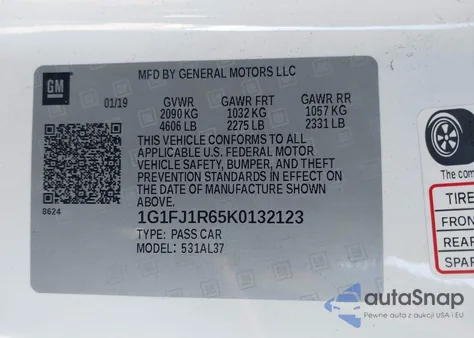 GM
MFD BY GENERAL MOTORS LLC
01/19 GVWR GAWR FRT GAWR RR
2090 KG 1032 KG 1057 KG
4606 LB 2275 LB 2331 LB
THIS VEHICLE CONFORMS TO ALL
APPLICABLE U.S. FEDERAL MOTOR
VEHICLE SAFETY, BUMPER, AND THEFT
PREVENTION STANDARDS IN EFFECT ON
THE DATE OF MANUFACTURE SHOWN
ABOVE.
8624
1G1FJ1R65K0132123
TYPE: PASS CAR
MODEL: 531AL37
The com
TIRE
FRON
REAR
SPAR
autoSnap
Pewne auta z aukcji USA i EU